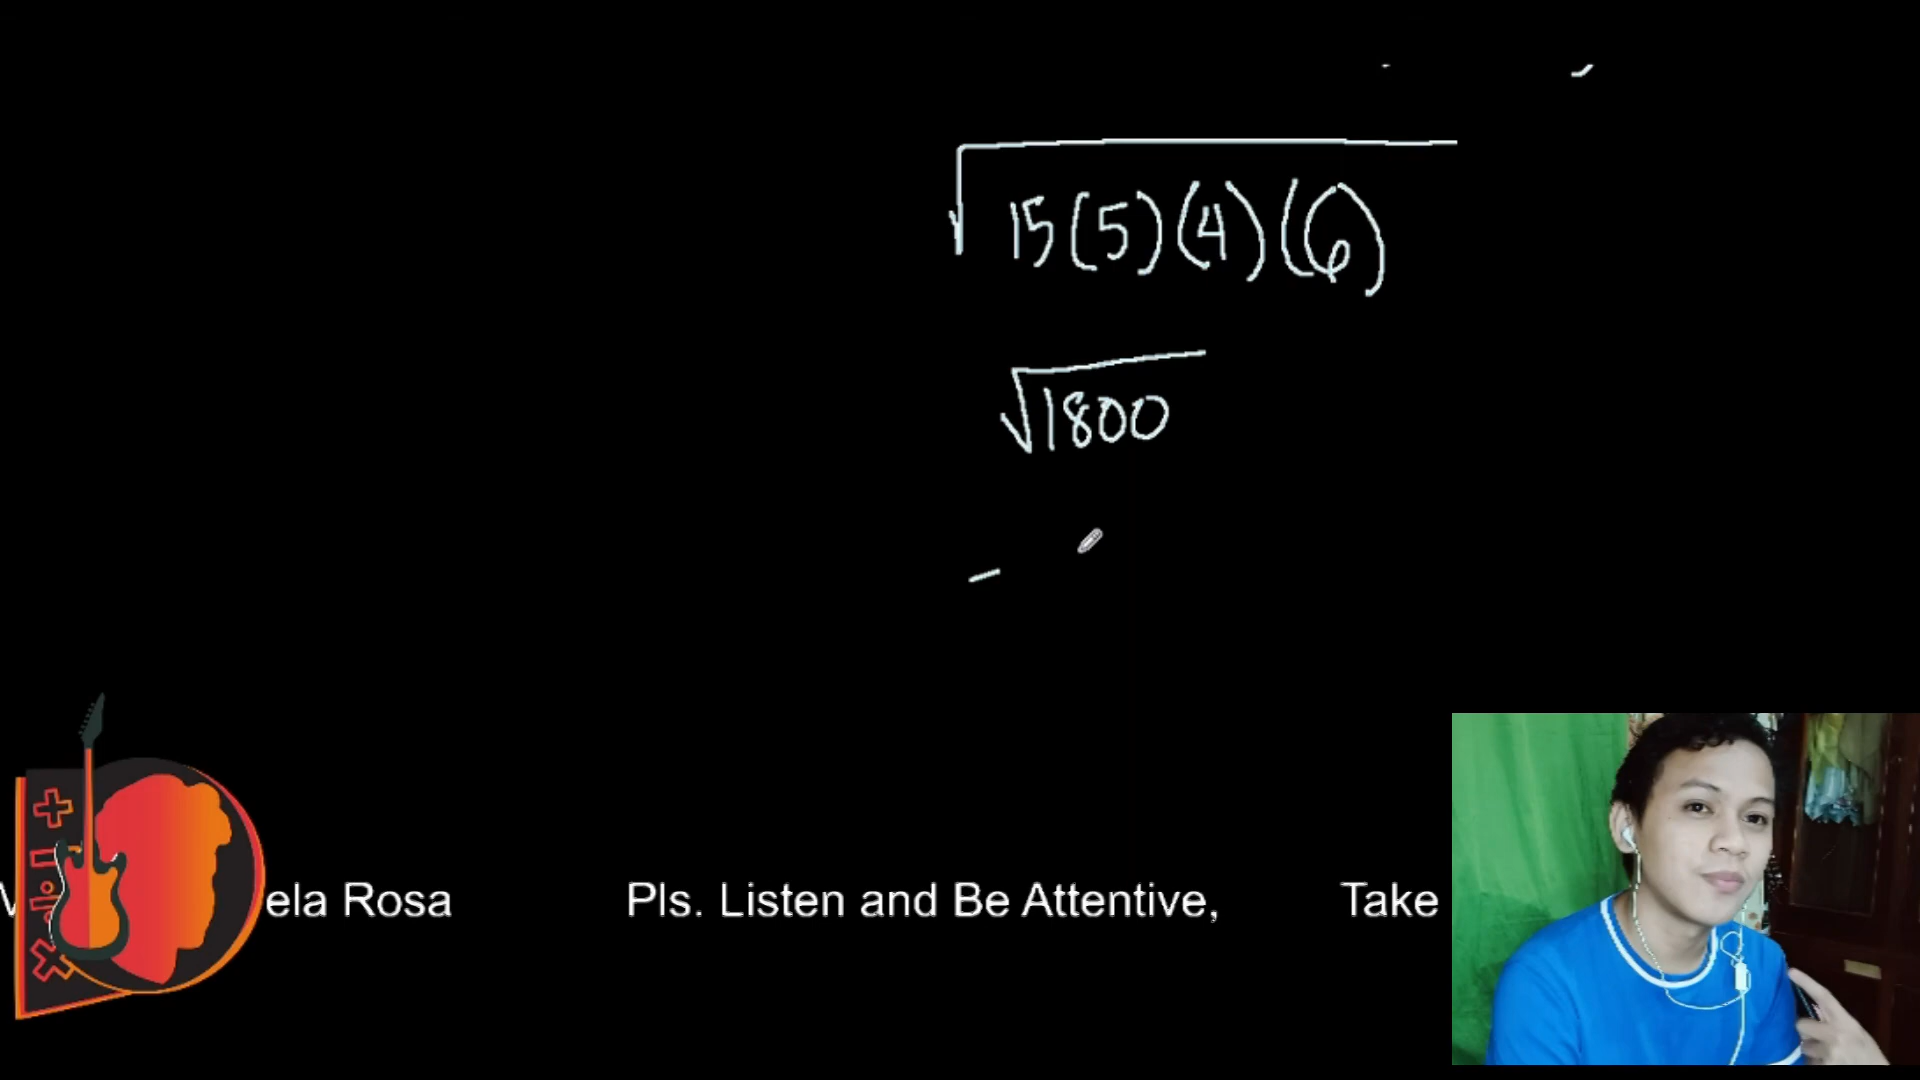 √15(5)(4)(6)
√1800
ela Rosa Pls. Listen and Be Attentive, Take